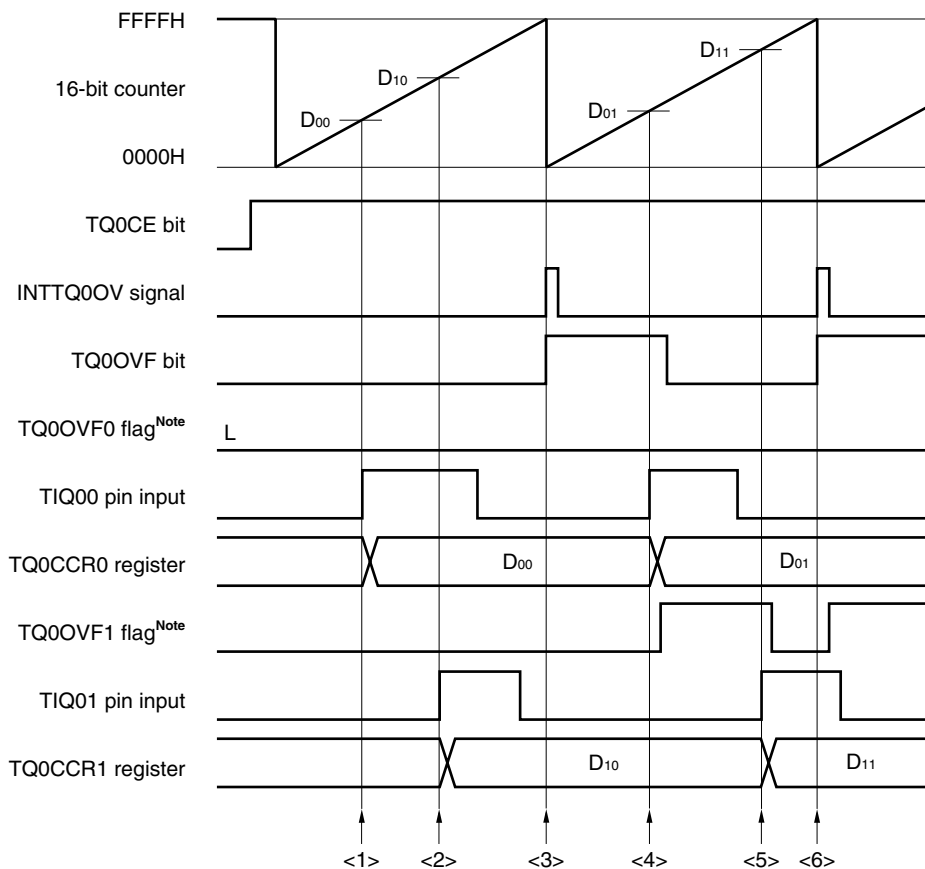 FFFFH
16-bit counter
0000H
D00
D10
D01
D11
TQ0CE bit
INTTQ0OV signal
TQ0OVF bit
TQ0OVF0 flagNote
L
TIQ00 pin input
TQ0CCR0 register
D00
D01
TQ0OVF1 flagNote
TIQ01 pin input
TQ0CCR1 register
D10
D11
<1>
<2>
<3>
<4>
<5>
<6>